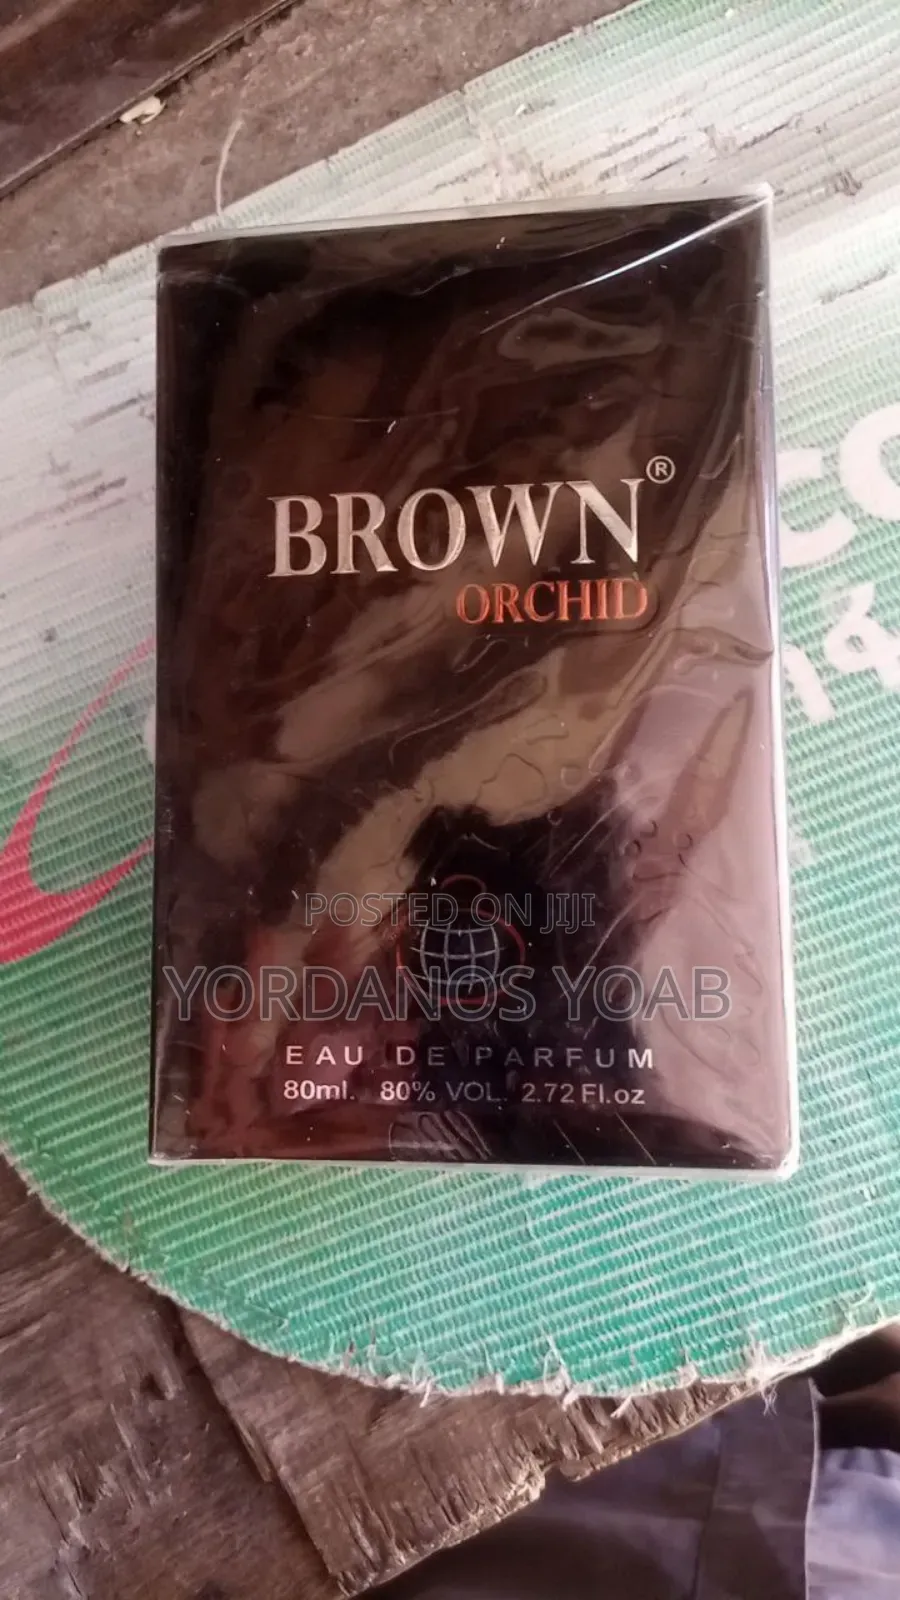 BROWN®
ORCHID
POSTED ON JIJI
YORDANOS YOAB
EAU DE PARFUM
80ml. 80% VOL. 2.72 Fl.oz